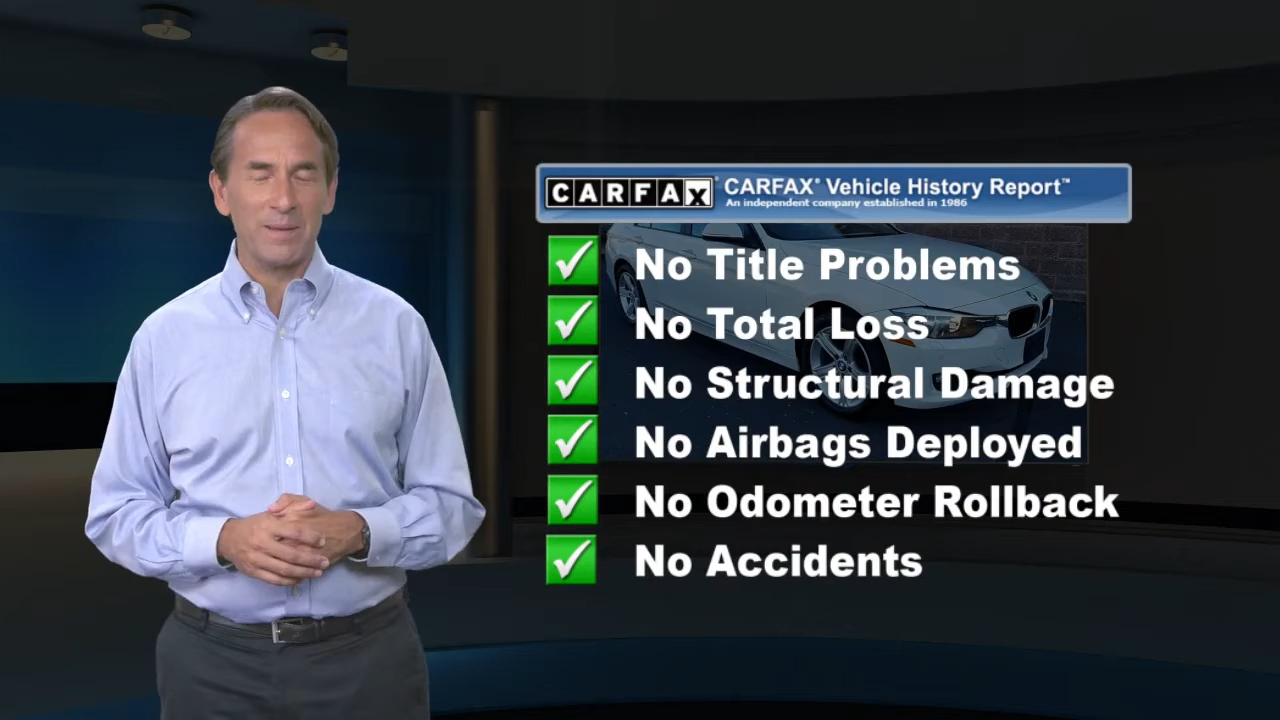 CARFAX® CARFAX® Vehicle History Report™
An independent company established in 1986
No Title Problems
No Total Loss
No Structural Damage
No Airbags Deployed
No Odometer Rollback
No Accidents